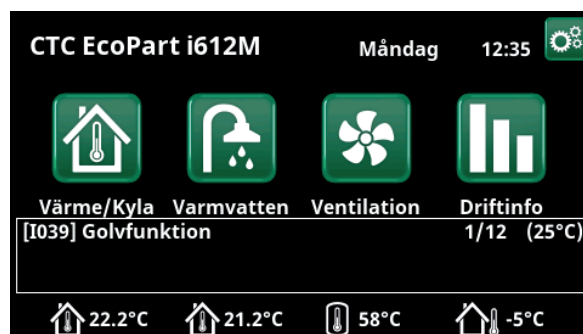 CTC EcoPart i612M Måndag 12:35
Värme/Kyla Varmvatten Ventilation Driftinfo
[I039] Golvfunktion 1/12 (25°C)
22.2°C 21.2°C 58°C -5°C